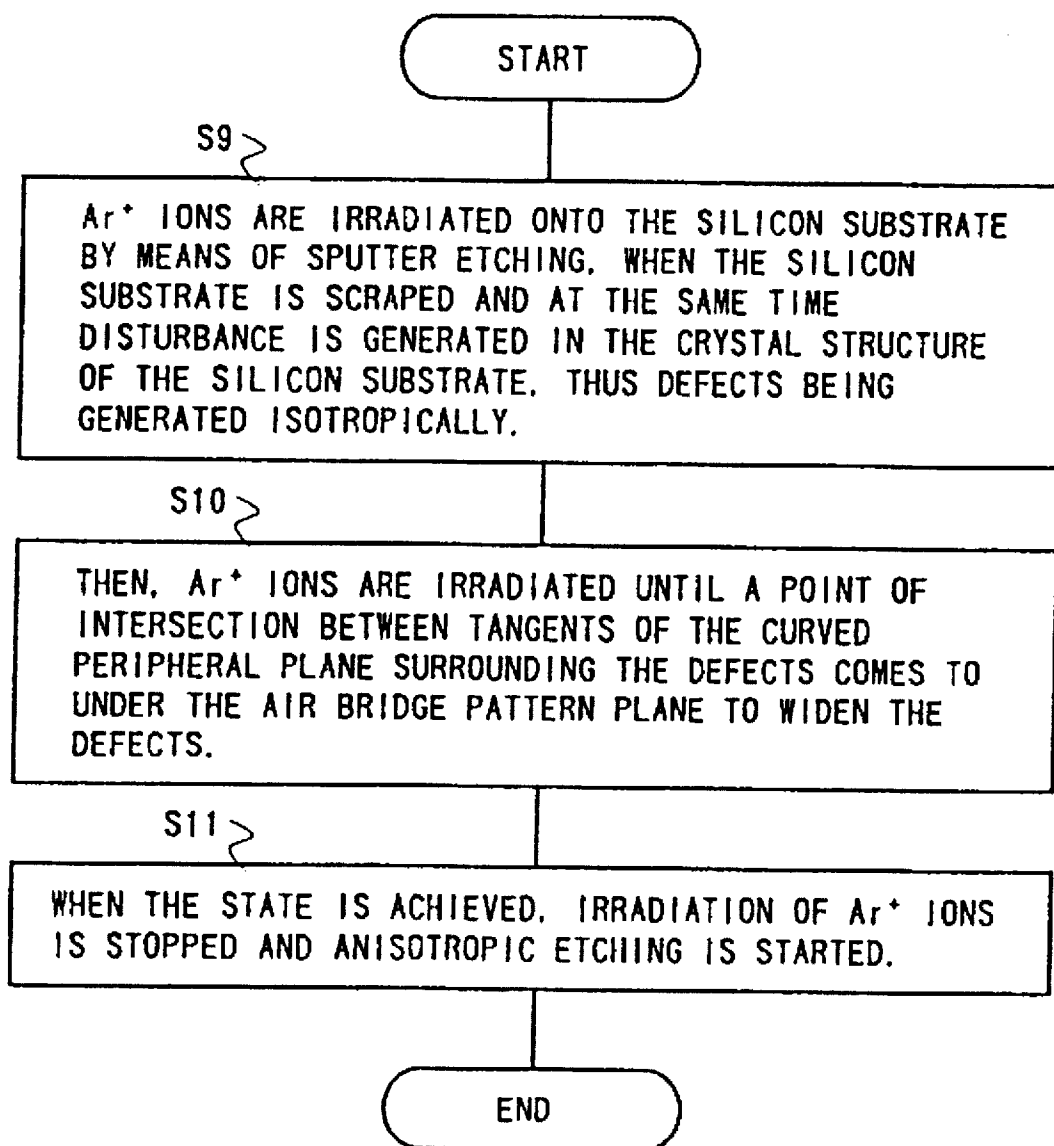 START
S9
Ar⁺ IONS ARE IRRADIATED ONTO THE SILICON SUBSTRATE
BY MEANS OF SPUTTER ETCHING. WHEN THE SILICON
SUBSTRATE IS SCRAPED AND AT THE SAME TIME
DISTURBANCE IS GENERATED IN THE CRYSTAL STRUCTURE
OF THE SILICON SUBSTRATE. THUS DEFECTS BEING
GENERATED ISOTROPICALLY.
S10
THEN, Ar⁺ IONS ARE IRRADIATED UNTIL A POINT OF
INTERSECTION BETWEEN TANGENTS OF THE CURVED
PERIPHERAL PLANE SURROUNDING THE DEFECTS COMES TO
UNDER THE AIR BRIDGE PATTERN PLANE TO WIDEN THE
DEFECTS.
S11
WHEN THE STATE IS ACHIEVED, IRRADIATION OF Ar⁺ IONS
IS STOPPED AND ANISOTROPIC ETCHING IS STARTED.
END